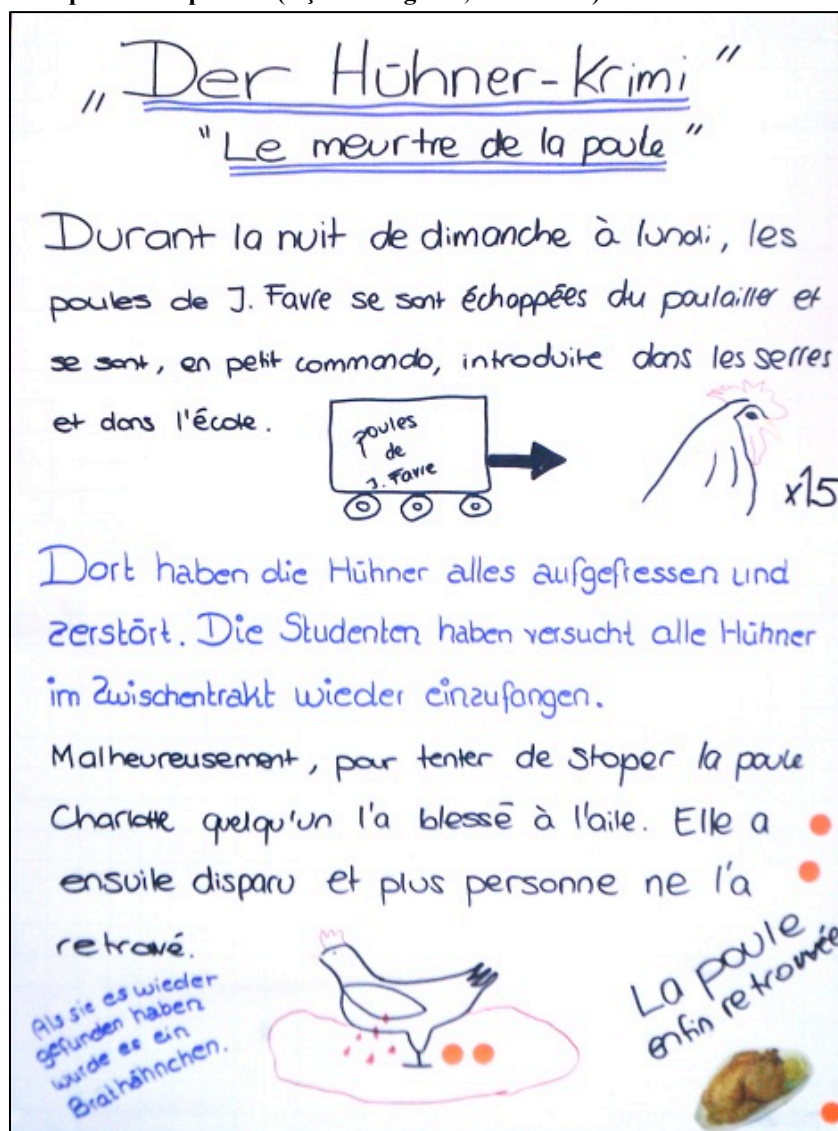 „Der Hühner-Krimi"
"Le meurtre de la poule"
Durant la nuit de dimanche à lundi, les
poules de J. Favre se sont échappées du poulailler et
se sont, en petit commando, introduite dans les serres
et dans l'école.
poules
de
J. Favre
x15
Dort haben die Hühner alles aufgefressen und
zerstört. Die Studenten haben versucht alle Hühner
im Zwischentrakt wieder einzufangen.
Malheureusement, pour tenter de stoper la poule
Charlotte quelqu'un l'a blessé à l'aile. Elle a
ensuite disparu et plus personne ne l'a
retrouvé.
Als sie es wieder
gefunden haben
wurde es ein
Brathähnchen.
La poule
enfin retrouvée